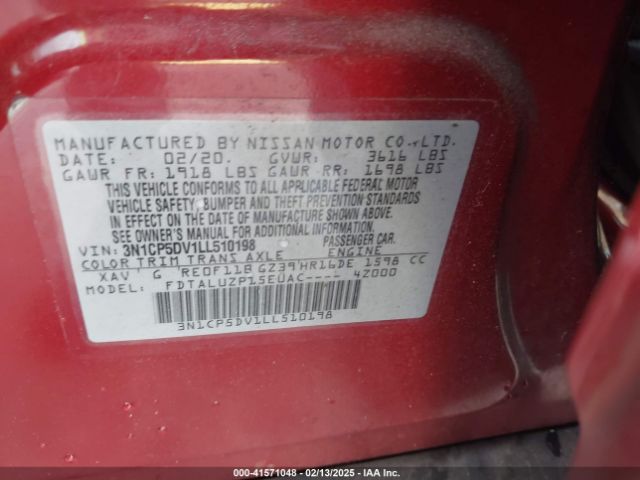 MANUFACTURED BY NISSAN MOTOR CO.,LTD.
DATE: 02/20. GVWR: 3616 LBS
GAWR FR: 1918 LBS GAWR RR: 1698 LBS
THIS VEHICLE CONFORMS TO ALL APPLICABLE FEDERAL MOTOR
VEHICLE SAFETY, BUMPER AND THEFT PREVENTION STANDARDS
IN EFFECT ON THE DATE OF MANUFACTURE SHOWN ABOVE.
SEE OWNERS MANUAL FOR ADDITIONAL INFORMATION.
VIN: 3N1CP5DV1LL510198 PASSENGER CAR.
COLOR TRIM TRANS AXLE ENGINE
XAV G RE0F11B GZ39 HR16DE 1598 CC
MODEL: FDTALUZP15EUAC---- 42000
3N1CP5DV1LL510198
000-41571048 - 02/13/2025 - IAA Inc.